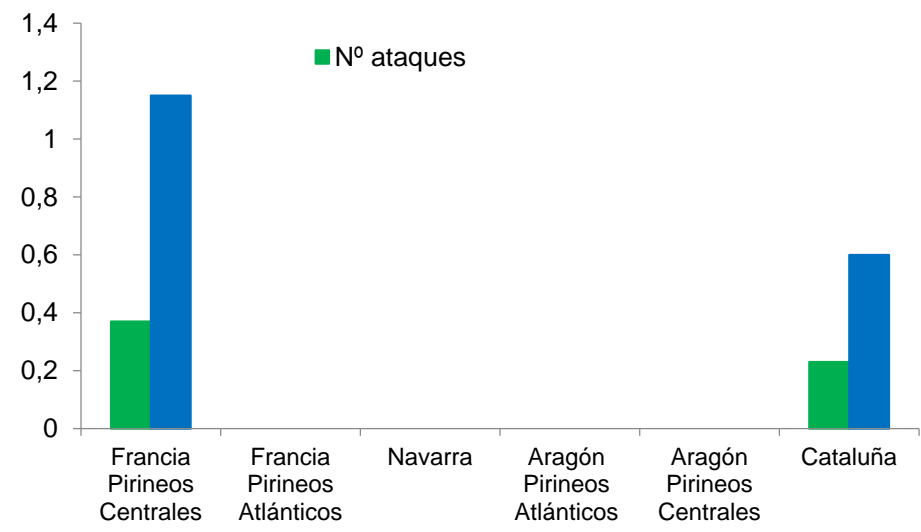 1,4
1,2
1
0,8
0,6
0,4
0,2
0
Nº ataques
Francia
Pirineos
Centrales
Francia
Pirineos
Atlánticos
Navarra
Aragón
Pirineos
Atlánticos
Aragón
Pirineos
Centrales
Cataluña